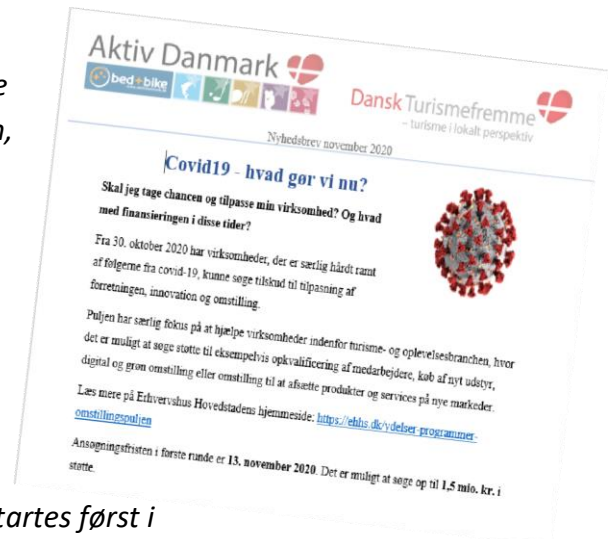 e
n,
Aktiv Danmark
bed+bike
Dansk Turismefremme
– turisme i lokalt perspektiv
Nyhedsbrev november 2020
Covid19 - hvad gør vi nu?
Skal jeg tage chancen og tilpasse min virksomhed? Og hvad
med finansieringen i disse tider?
Fra 30. oktober 2020 har virksomheder, der er særlig hårdt ramt
af følgerne fra covid-19, kunne søge tilskud til tilpasning af
forretningen, innovation og omstilling.
Puljen har særlig fokus på at hjælpe virksomheder indenfor turisme- og oplevelsesbranchen, hvor
det er muligt at søge støtte til eksempelvis opkvalificering af medarbejdere, køb af nyt udstyr,
digital og grøn omstilling eller omstilling til at afsætte produkter og services på nye markeder.
Læs mere på Erhvervshus Hovedstadens hjemmeside: https://ehhs.dk/ydelser-programmer-
omstillingspuljen
Ansøgningsfristen i første runde er 13. november 2020. Det er muligt at søge op til 1,5 mio. kr. i
støtte.
tartes først i